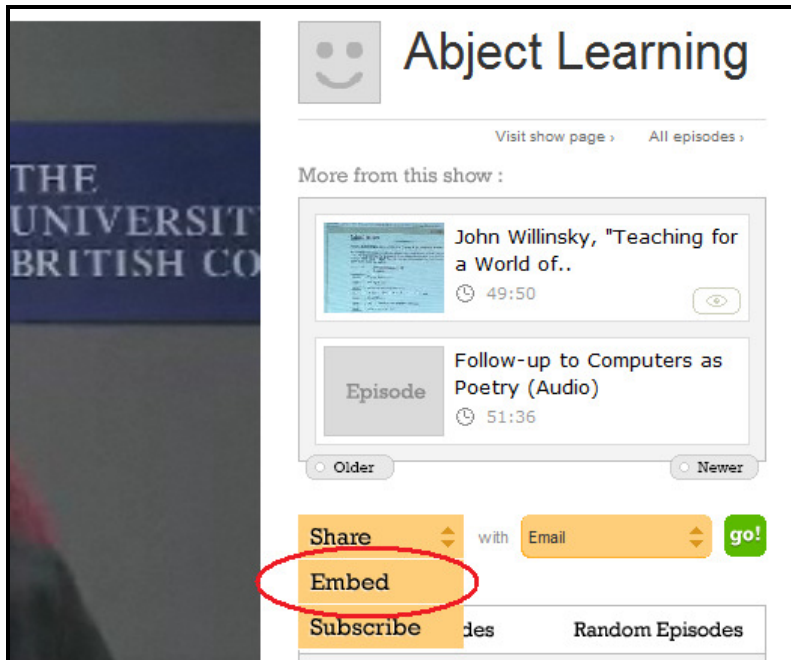 THE
UNIVERSIT
BRITISH CO
Abject Learning
Visit show page ›
All episodes ›
More from this show :
John Willinsky, "Teaching for
a World of..
49:50
Episode
Follow-up to Computers as
Poetry (Audio)
51:36
Older
Newer
Share
with
Email
go!
Embed
Subscribe
des
Random Episodes